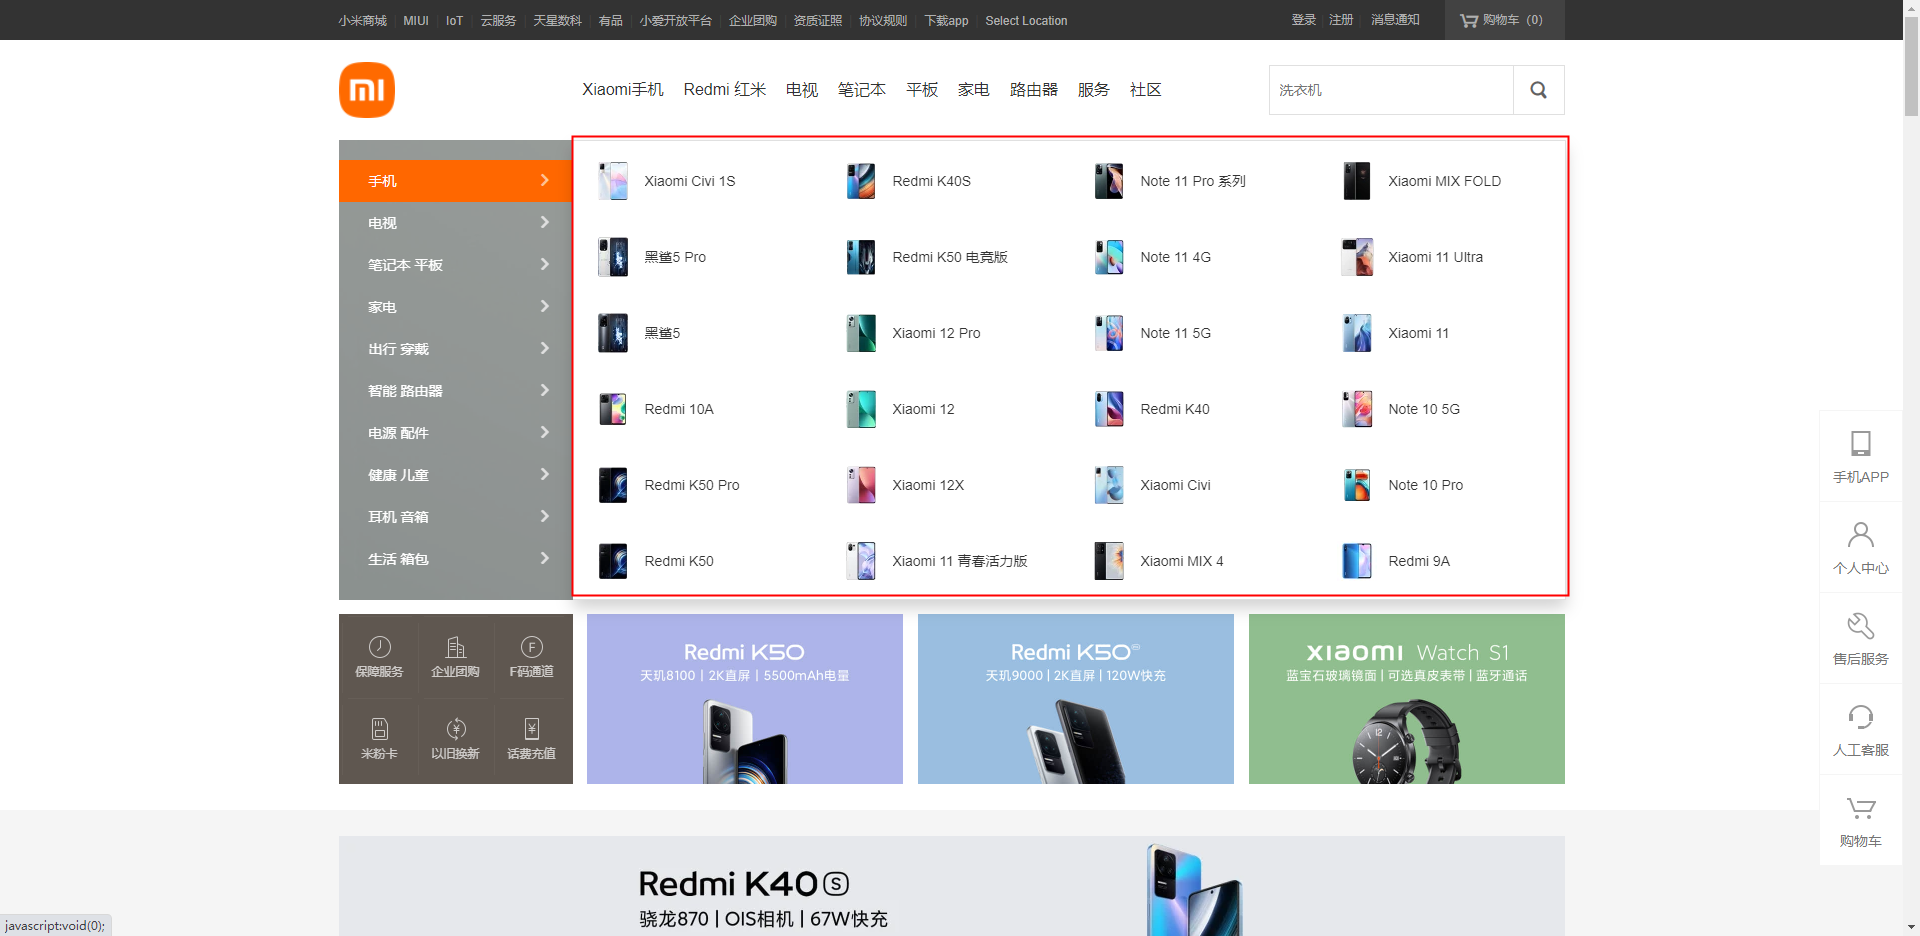 小米商城 MIUI IoT 云服务 天星数科 有品 小爱开放平台 企业团购 资质证照 协议规则 下载app Select Location 登录 注册 消息通知 购物车（0）
mi Xiaomi手机 Redmi 红米 电视 笔记本 平板 家电 路由器 服务 社区 洗衣机
手机
电视
笔记本 平板
家电
出行 穿戴
智能 路由器
电源 配件
健康 儿童
耳机 音箱
生活 箱包
Xiaomi Civi 1S Redmi K40S Note 11 Pro 系列 Xiaomi MIX FOLD
黑鲨5 Pro Redmi K50 电竞版 Note 11 4G Xiaomi 11 Ultra
黑鲨5 Xiaomi 12 Pro Note 11 5G Xiaomi 11
Redmi 10A Xiaomi 12 Redmi K40 Note 10 5G
Redmi K50 Pro Xiaomi 12X Xiaomi Civi Note 10 Pro
Redmi K50 Xiaomi 11 青春活力版 Xiaomi MIX 4 Redmi 9A
保障服务 企业团购 F码通道
米粉卡 以旧换新 话费充值
Redmi K50
天玑8100 | 2K直屏 | 5500mAh电量
Redmi K50
天玑9000 | 2K直屏 | 120W快充
xiaomi Watch S1
蓝宝石玻璃镜面 | 可选真皮表带 | 蓝牙通话
手机APP
个人中心
售后服务
人工客服
购物车
Redmi K40 S
骁龙870 | OIS相机 | 67W快充
javascript:void(0);